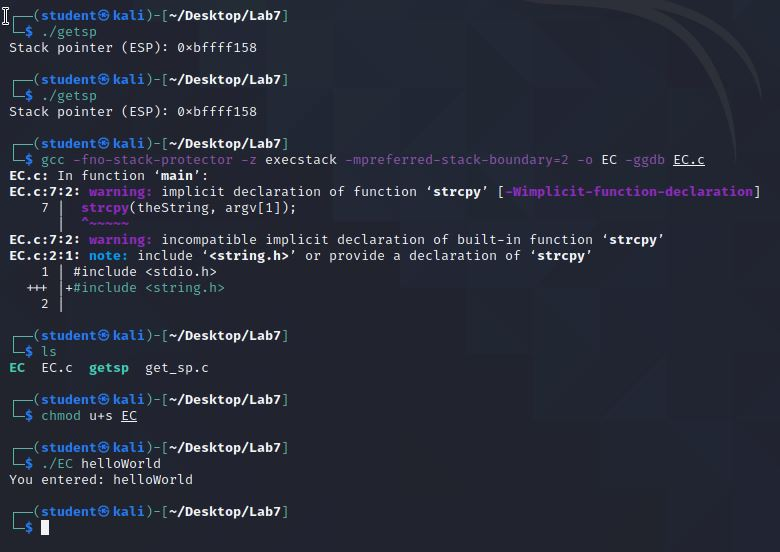 ┌──(student㉿kali)-[~/Desktop/Lab7]
└─$ ./getsp
Stack pointer (ESP): 0×bffff158
┌──(student㉿kali)-[~/Desktop/Lab7]
└─$ ./getsp
Stack pointer (ESP): 0×bffff158
┌──(student㉿kali)-[~/Desktop/Lab7]
└─$ gcc -fno-stack-protector -z execstack -mpreferred-stack-boundary=2 -o EC -ggdb EC.c
EC.c: In function ‘main’:
EC.c:7:2: warning: implicit declaration of function ‘strcpy’ [-Wimplicit-function-declaration]
    7 |  strcpy(theString, argv[1]);
      |  ^~~~~~
EC.c:7:2: warning: incompatible implicit declaration of built-in function ‘strcpy’
EC.c:2:1: note: include ‘<string.h>’ or provide a declaration of ‘strcpy’
    1 | #include <stdio.h>
  +++ |+#include <string.h>
    2 |
┌──(student㉿kali)-[~/Desktop/Lab7]
└─$ ls
EC  EC.c  getsp  get_sp.c
┌──(student㉿kali)-[~/Desktop/Lab7]
└─$ chmod u+s EC
┌──(student㉿kali)-[~/Desktop/Lab7]
└─$ ./EC helloWorld
You entered: helloWorld
┌──(student㉿kali)-[~/Desktop/Lab7]
└─$